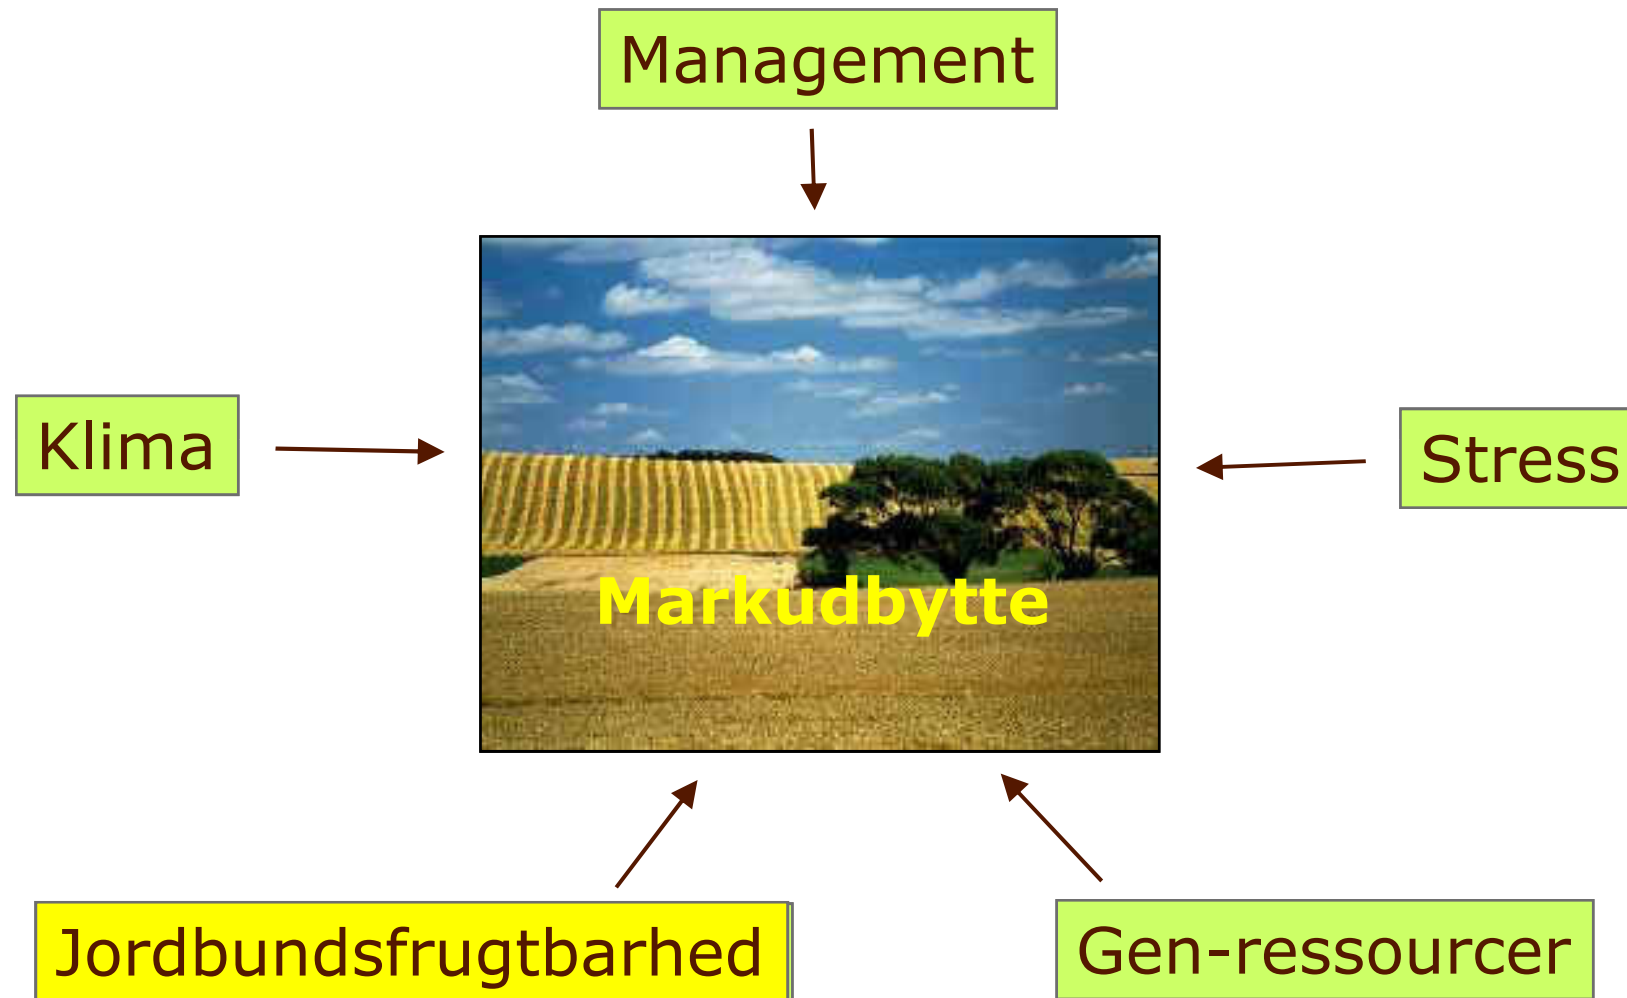 Management
Klima
Stress
Markudbytte
Jordbundsfrugtbarhed
Gen-ressourcer